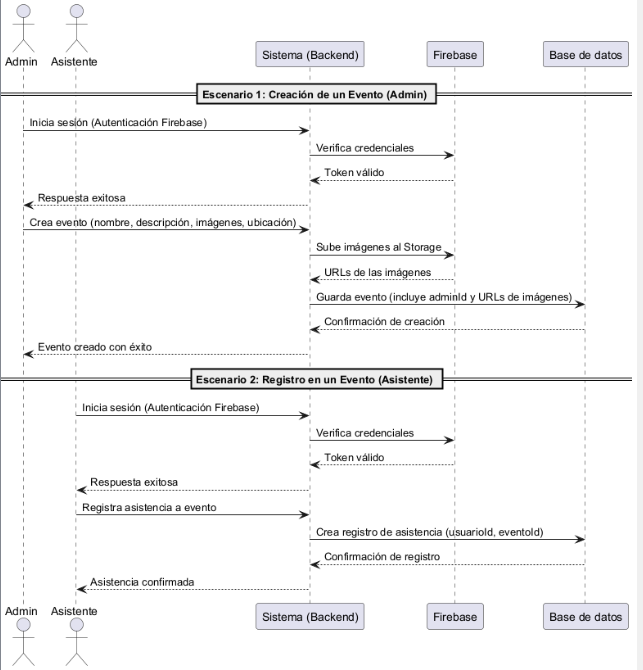 Admin
Asistente
Sistema (Backend)
Firebase
Base de datos
Escenario 1: Creación de un Evento (Admin)
Inicia sesión (Autenticación Firebase)
Verifica credenciales
Token válido
Respuesta exitosa
Crea evento (nombre, descripción, imágenes, ubicación)
Sube imágenes al Storage
URLs de las imágenes
Guarda evento (incluye adminId y URLs de imágenes)
Confirmación de creación
Evento creado con éxito
Escenario 2: Registro en un Evento (Asistente)
Inicia sesión (Autenticación Firebase)
Verifica credenciales
Token válido
Respuesta exitosa
Registra asistencia a evento
Crea registro de asistencia (usuarioId, eventoId)
Confirmación de registro
Asistencia confirmada
Admin
Asistente
Sistema (Backend)
Firebase
Base de datos